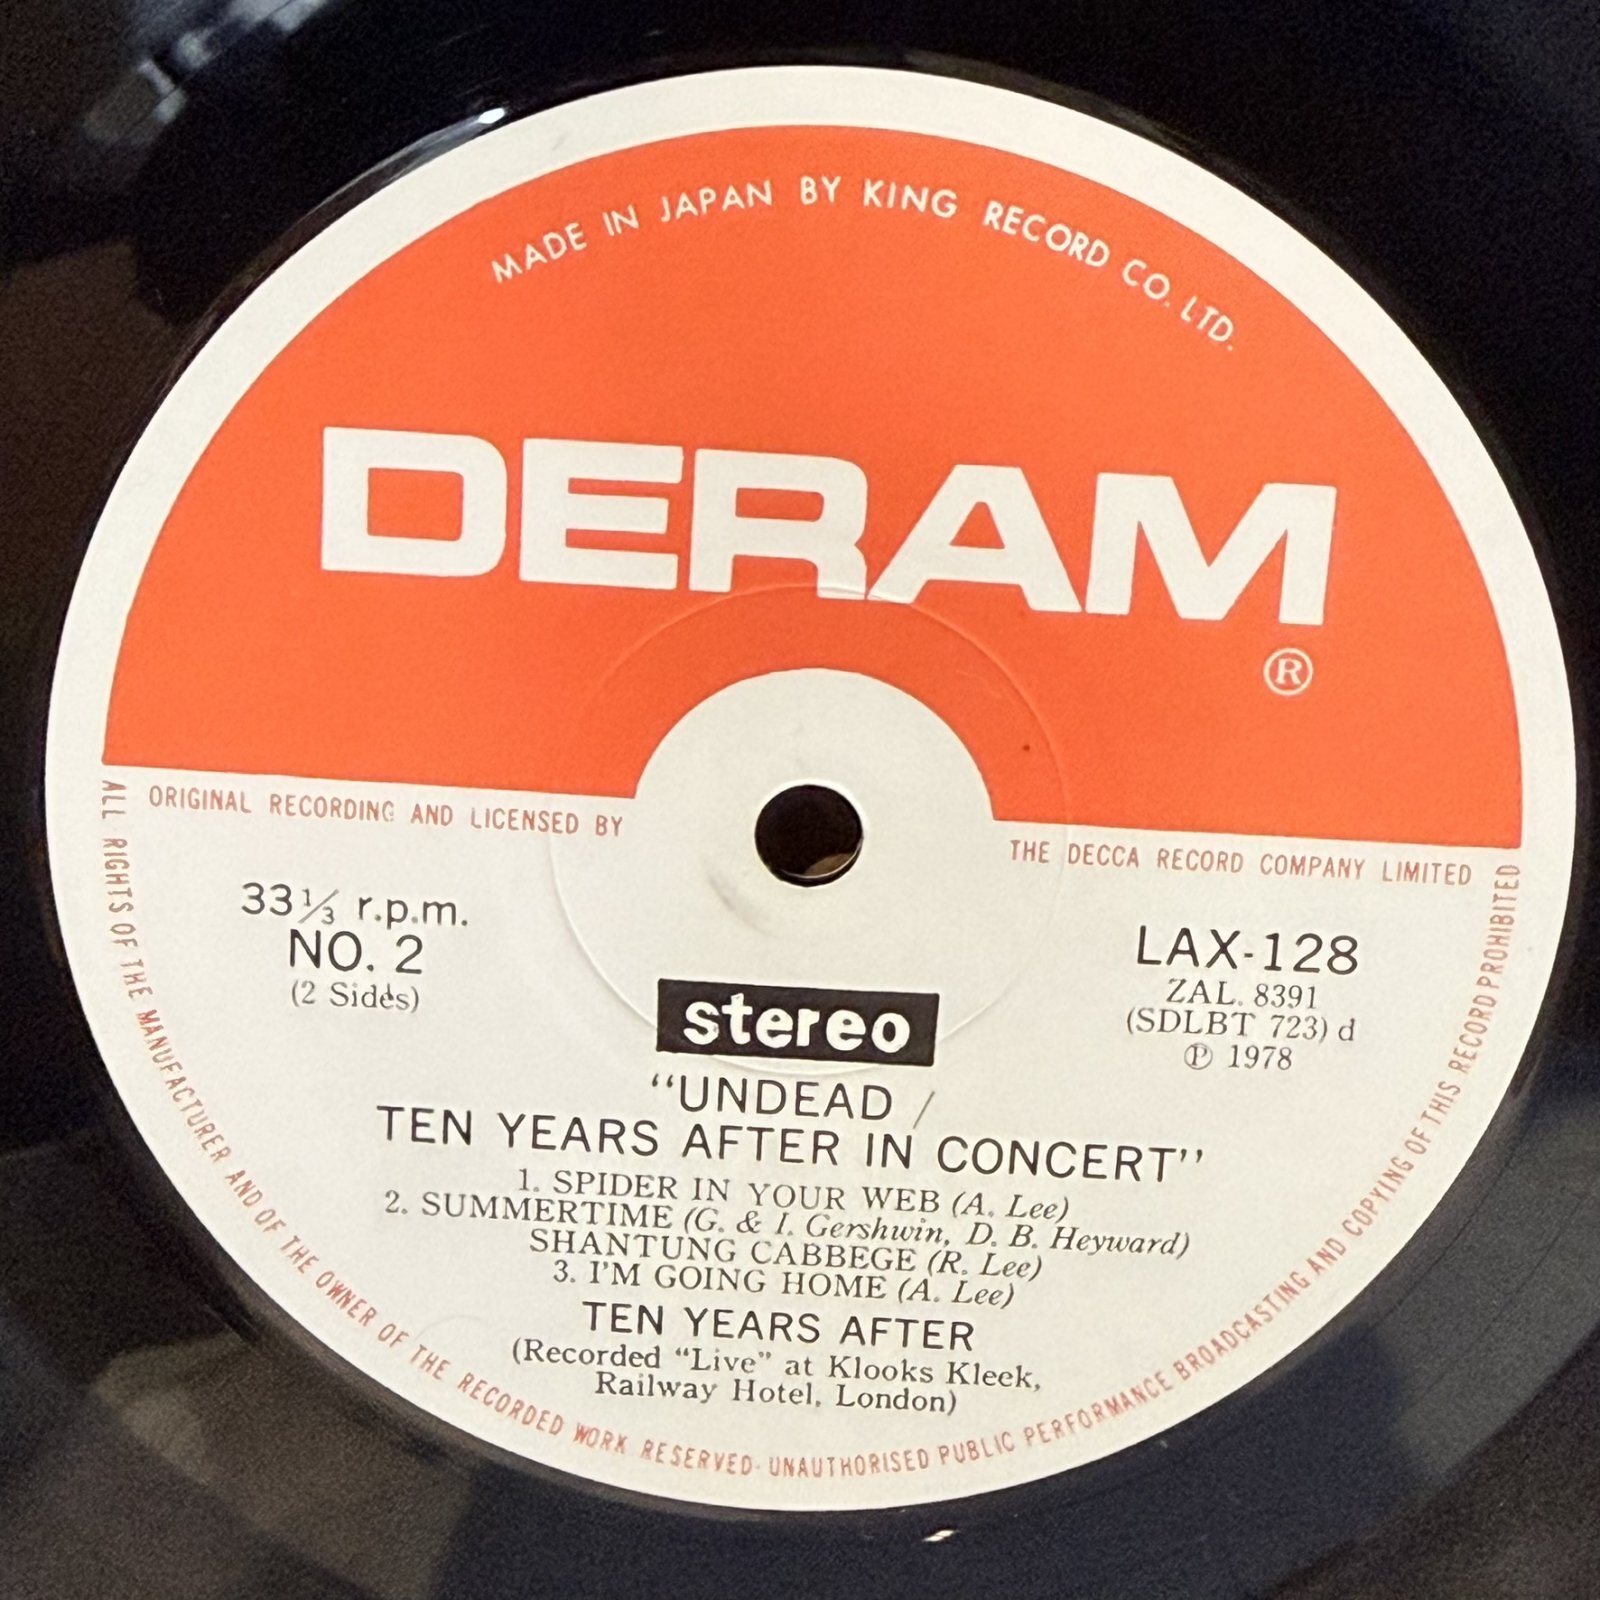 MADE IN JAPAN BY KING RECORD CO. LTD.
DERAM
®
ORIGINAL RECORDING AND LICENSED BY THE DECCA RECORD COMPANY LIMITED
33⅓ r.p.m.
NO. 2
(2 Sides)
LAX-128
ZAL. 8391
(SDLBT 723) d
℗ 1978
stereo
“UNDEAD /
TEN YEARS AFTER IN CONCERT”
1. SPIDER IN YOUR WEB (A. Lee)
2. SUMMERTIME (G. & I. Gershwin, D. B. Heyward)
SHANTUNG CABBEGE (R. Lee)
3. I'M GOING HOME (A. Lee)
TEN YEARS AFTER
(Recorded “Live” at Klooks Kleek,
Railway Hotel, London)
ALL RIGHTS OF THE MANUFACTURER AND OF THE OWNER OF THE RECORDED WORK RESERVED · UNAUTHORISED PUBLIC PERFORMANCE BROADCASTING AND COPYING OF THIS RECORD PROHIBITED